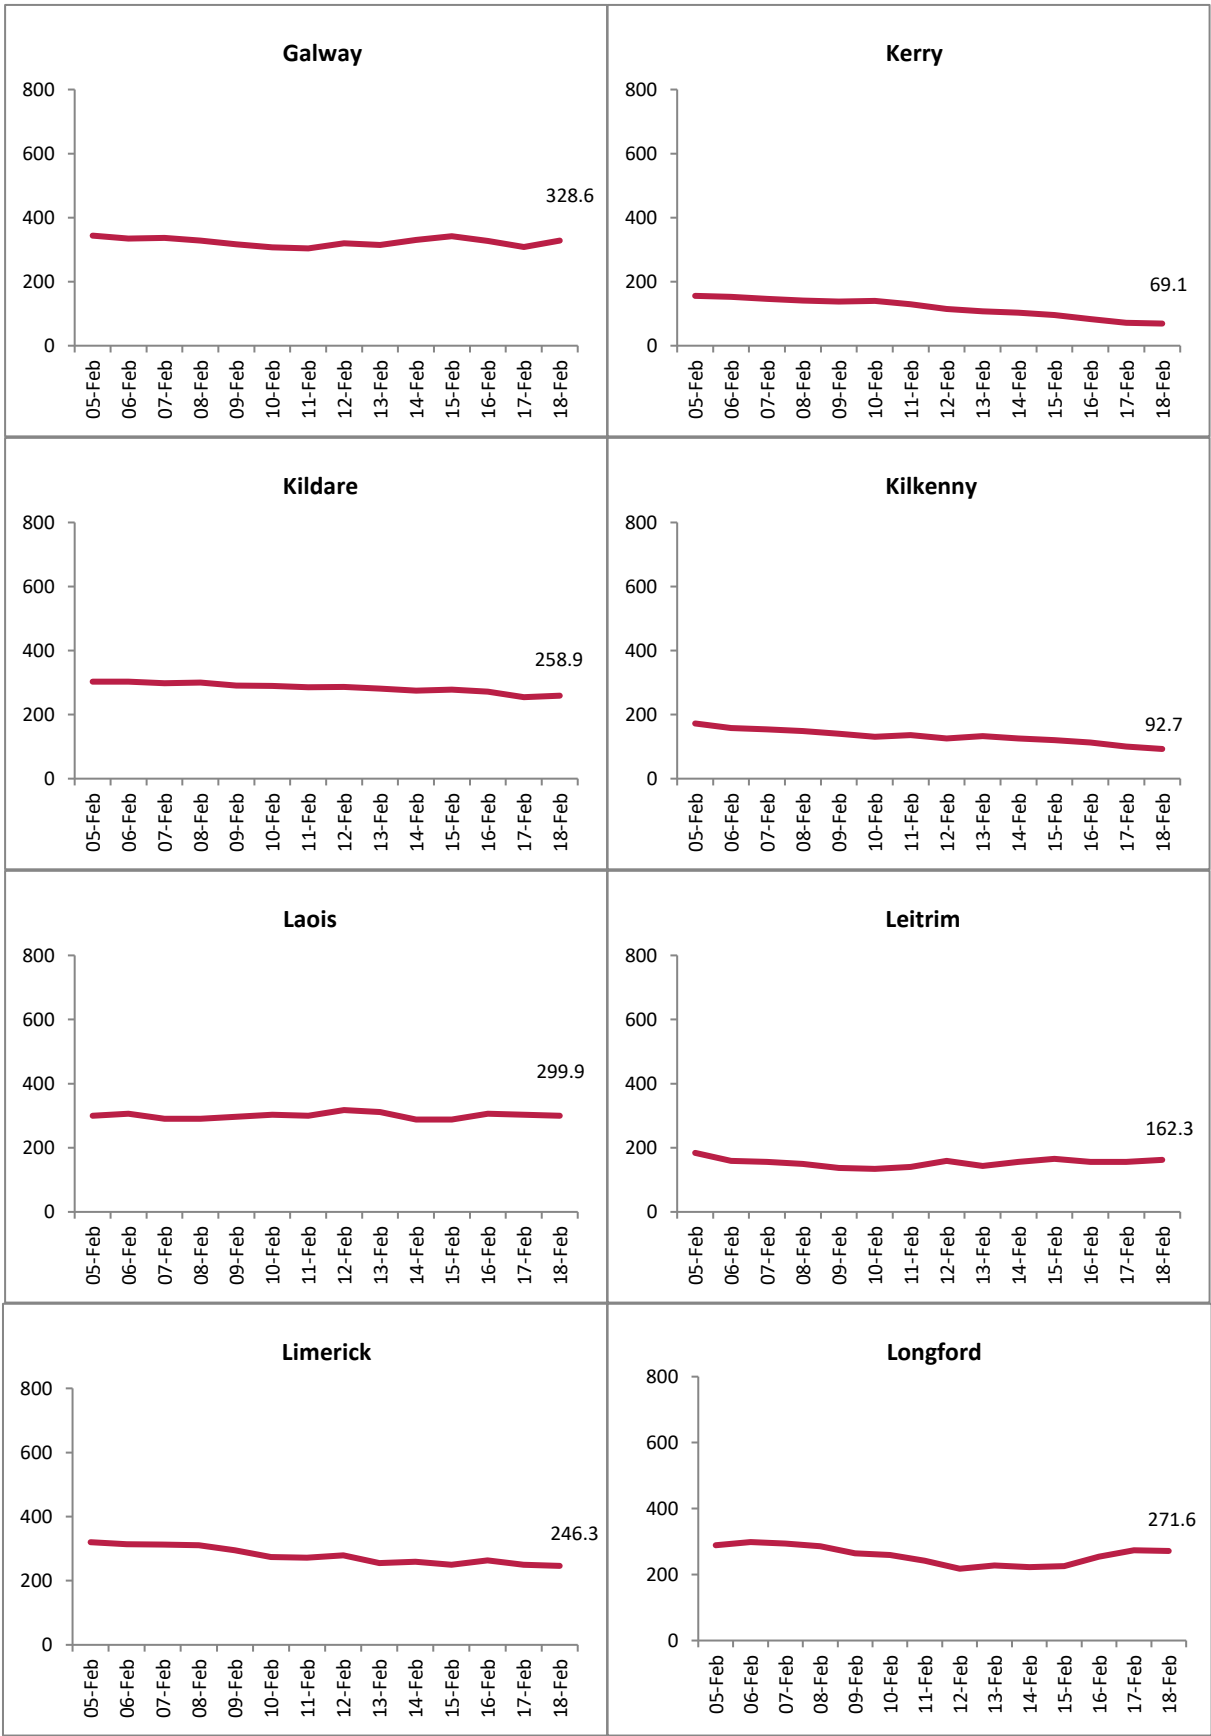 Galway
800
600
400
200
0
328.6
05-Feb
06-Feb
07-Feb
08-Feb
09-Feb
10-Feb
11-Feb
12-Feb
13-Feb
14-Feb
15-Feb
16-Feb
17-Feb
18-Feb
Kerry
800
600
400
200
0
69.1
05-Feb
06-Feb
07-Feb
08-Feb
09-Feb
10-Feb
11-Feb
12-Feb
13-Feb
14-Feb
15-Feb
16-Feb
17-Feb
18-Feb
Kildare
800
600
400
200
0
258.9
05-Feb
06-Feb
07-Feb
08-Feb
09-Feb
10-Feb
11-Feb
12-Feb
13-Feb
14-Feb
15-Feb
16-Feb
17-Feb
18-Feb
Kilkenny
800
600
400
200
0
92.7
05-Feb
06-Feb
07-Feb
08-Feb
09-Feb
10-Feb
11-Feb
12-Feb
13-Feb
14-Feb
15-Feb
16-Feb
17-Feb
18-Feb
Laois
800
600
400
200
0
299.9
05-Feb
06-Feb
07-Feb
08-Feb
09-Feb
10-Feb
11-Feb
12-Feb
13-Feb
14-Feb
15-Feb
16-Feb
17-Feb
18-Feb
Leitrim
800
600
400
200
0
162.3
05-Feb
06-Feb
07-Feb
08-Feb
09-Feb
10-Feb
11-Feb
12-Feb
13-Feb
14-Feb
15-Feb
16-Feb
17-Feb
18-Feb
Limerick
800
600
400
200
0
246.3
05-Feb
06-Feb
07-Feb
08-Feb
09-Feb
10-Feb
11-Feb
12-Feb
13-Feb
14-Feb
15-Feb
16-Feb
17-Feb
18-Feb
Longford
800
600
400
200
0
271.6
05-Feb
06-Feb
07-Feb
08-Feb
09-Feb
10-Feb
11-Feb
12-Feb
13-Feb
14-Feb
15-Feb
16-Feb
17-Feb
18-Feb